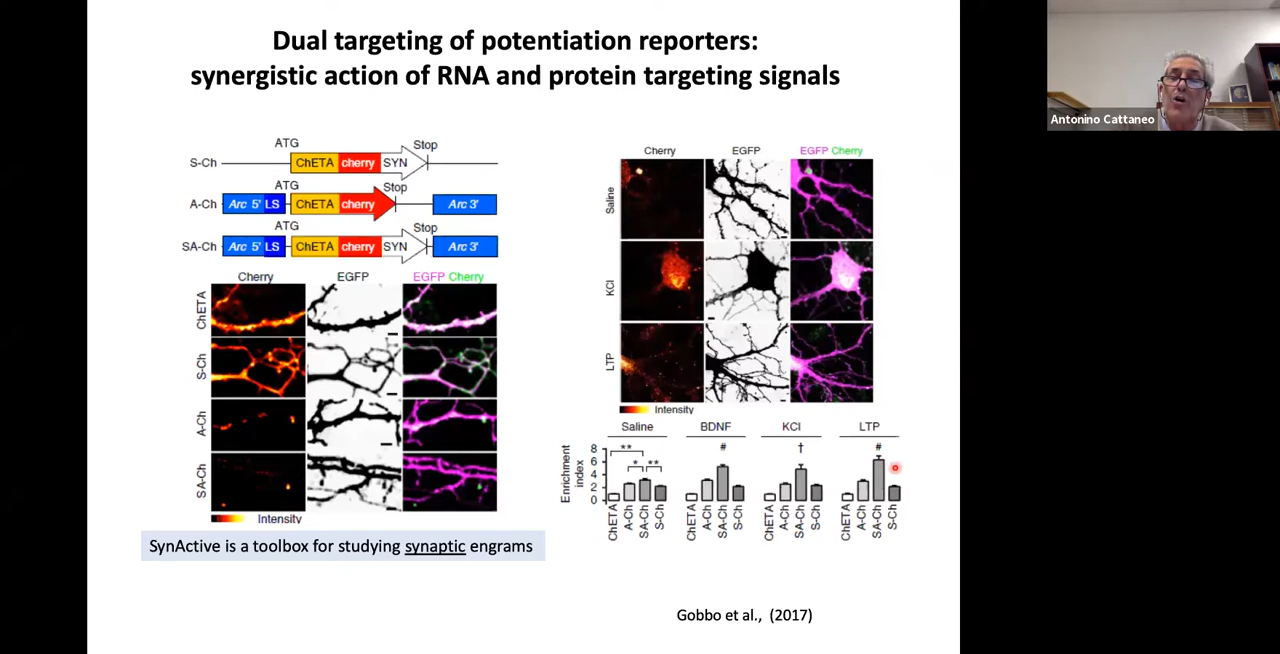 Dual targeting of potentiation reporters:
synergistic action of RNA and protein targeting signals
Antonino Cattaneo
ATG Stop
S-Ch ChETA cherry SYN
ATG Stop
A-Ch Arc 5' LS ChETA cherry Arc 3'
ATG Stop
SA-Ch Arc 5' LS ChETA cherry SYN Arc 3'
Cherry EGFP EGFP Cherry
ChETA
S-Ch
A-Ch
SA-Ch
Intensity
SynActive is a toolbox for studying synaptic engrams
Cherry EGFP EGFP Cherry
Saline
KCl
LTP
Intensity
Saline BDNF KCl LTP
Enrichment
index
8
6
4
2
0
** * ** # † #
ChETA A-Ch SA-Ch S-Ch ChETA A-Ch SA-Ch S-Ch ChETA A-Ch SA-Ch S-Ch ChETA A-Ch SA-Ch S-Ch
Gobbo et al., (2017)